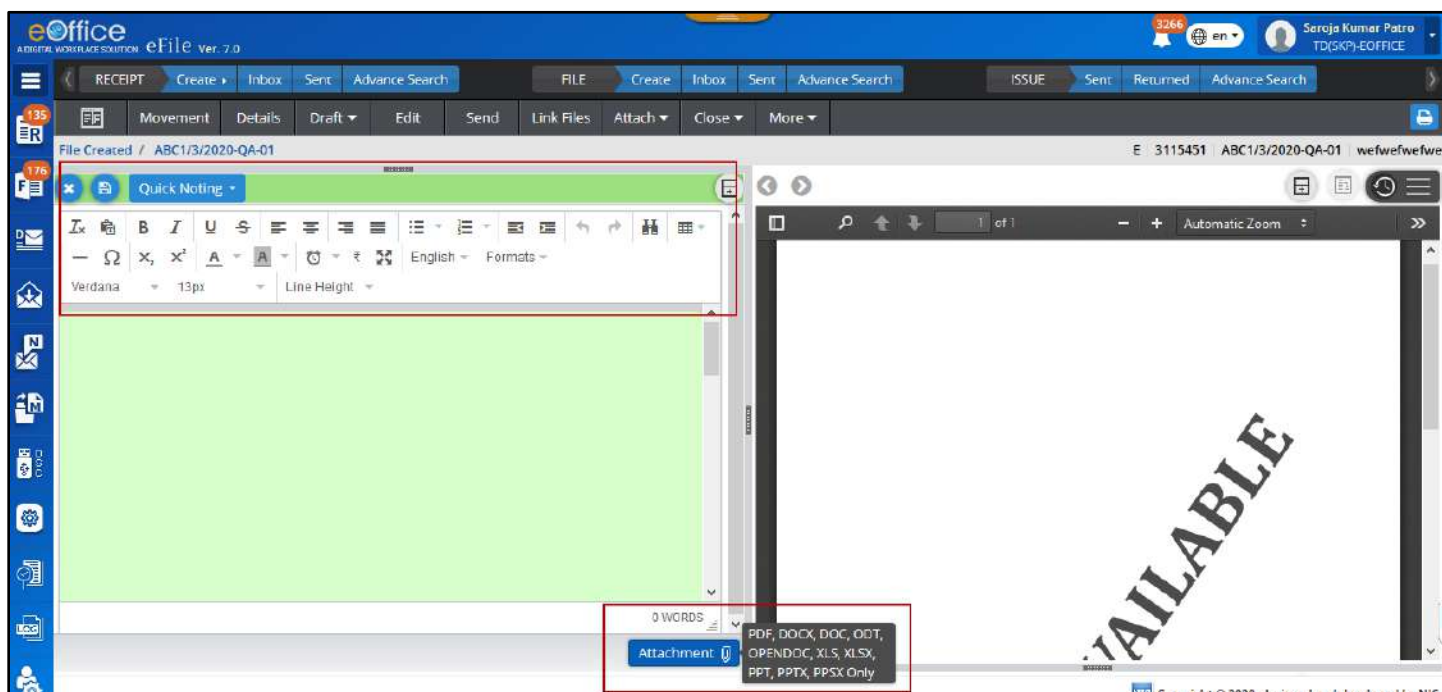 eOffice
A DIGITAL WORKPLACE SOLUTION eFile Ver. 7.0
3266 en Saroja Kumar Patro
TD(SKP)-EOFFICE
RECEIPT Create Inbox Sent Advance Search FILE Create Inbox Sent Advance Search ISSUE Sent Returned Advance Search
135 R Movement Details Draft Edit Send Link Files Attach Close More
File Created / ABC1/3/2020-QA-01 E 3115451 ABC1/3/2020-QA-01 wefwefwefwe
176 F Quick Noting
B I U S 1 of 1 − + Automatic Zoom
D
Ω x, x² A A ₹ English Formats
Verdana 13px Line Height
N
M
DSC
AVAILABLE
0 WORDS
LOG
Attachment
PDF, DOCX, DOC, ODT,
OPENDOC, XLS, XLSX,
PPT, PPTX, PPSX Only